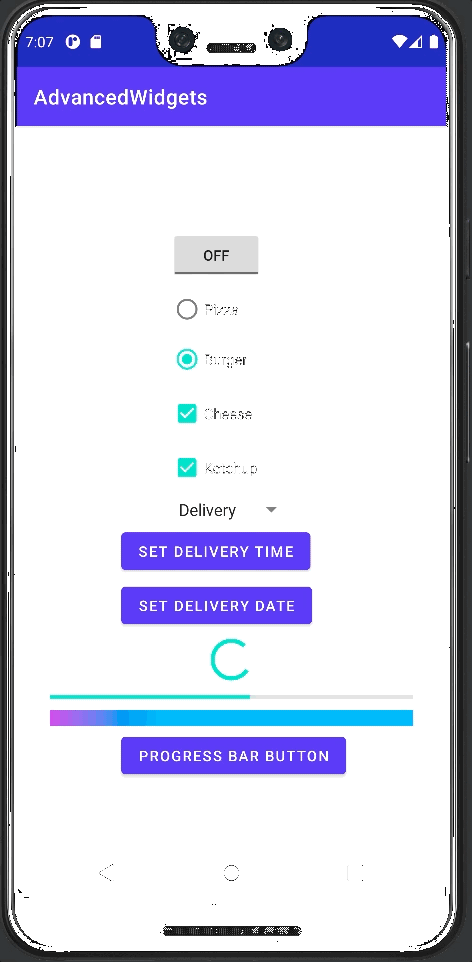 7:07
AdvancedWidgets
OFF
Pizza
Burger
Cheese
Ketchup
Delivery
SET DELIVERY TIME
SET DELIVERY DATE
PROGRESS BAR BUTTON